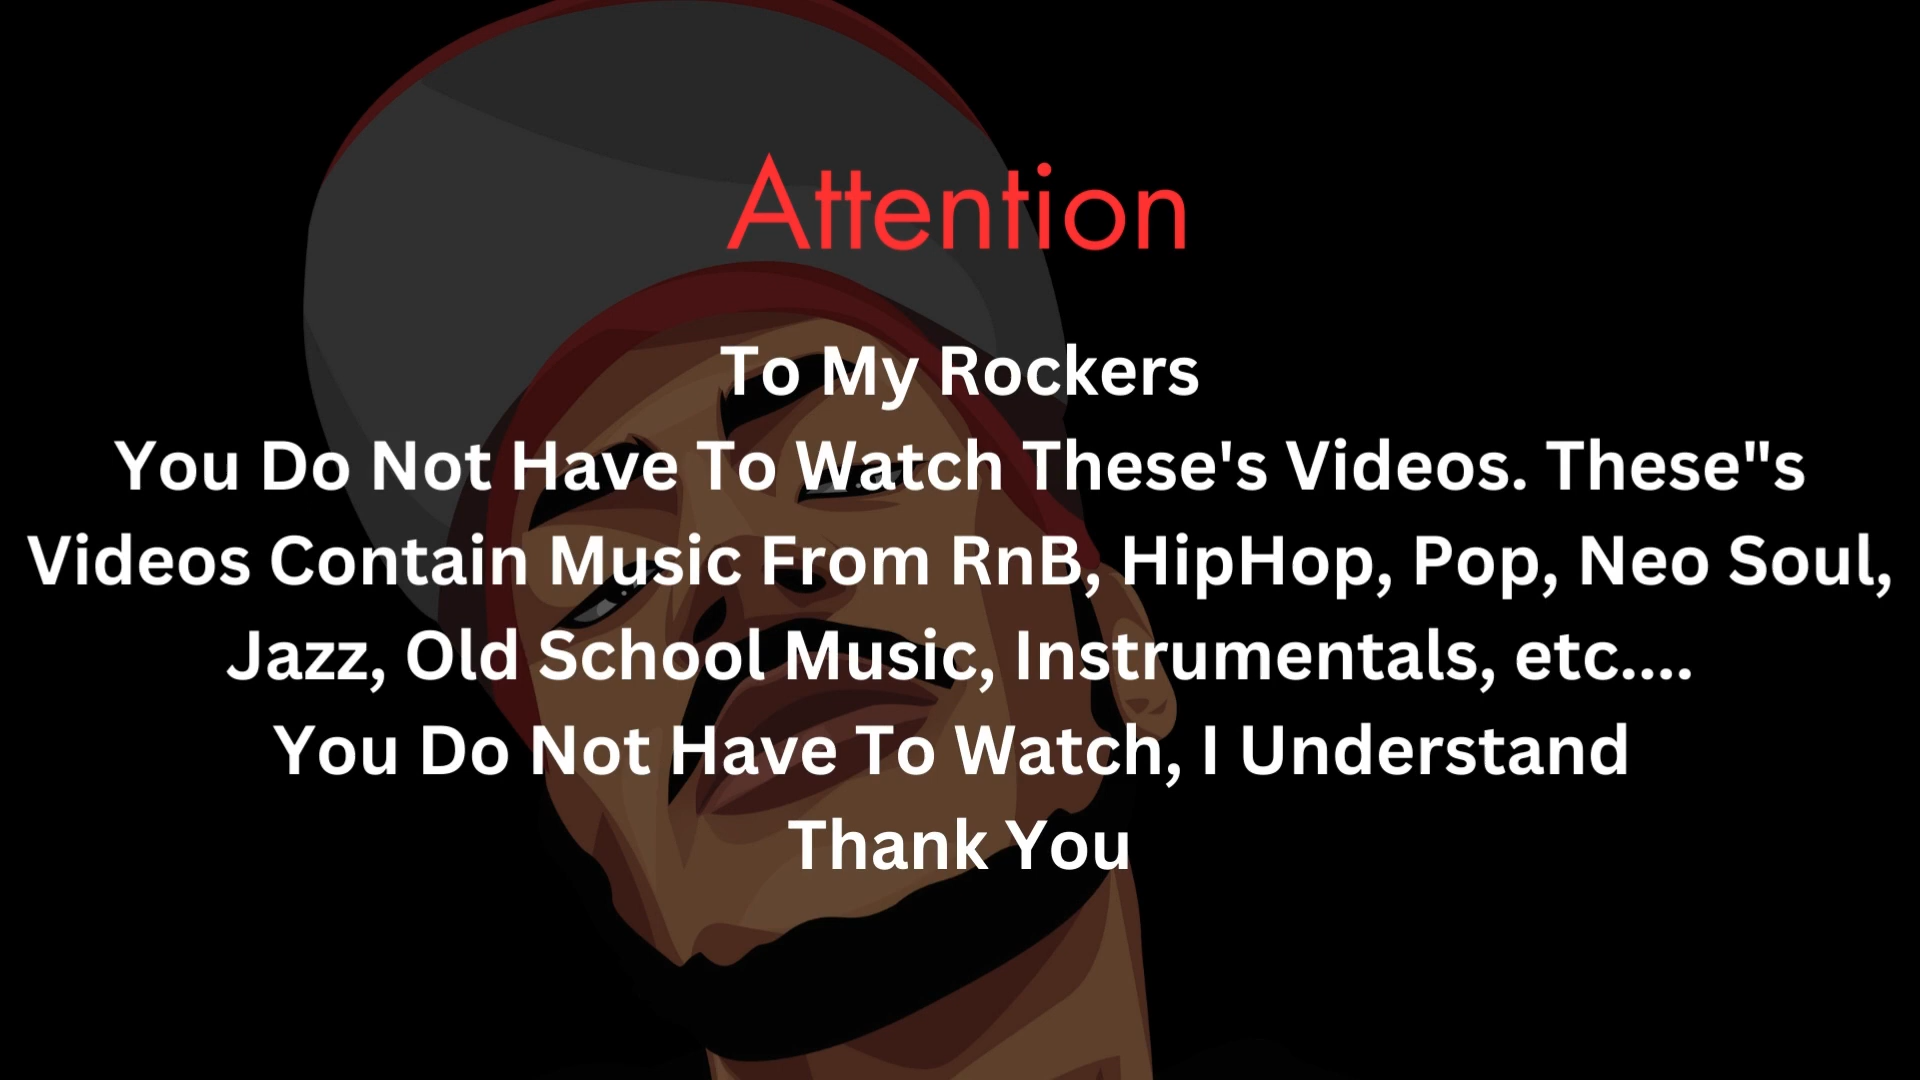 Attention
To My Rockers
You Do Not Have To Watch These's Videos. These"s
Videos Contain Music From RnB, HipHop, Pop, Neo Soul,
Jazz, Old School Music, Instrumentals, etc....
You Do Not Have To Watch, I Understand
Thank You